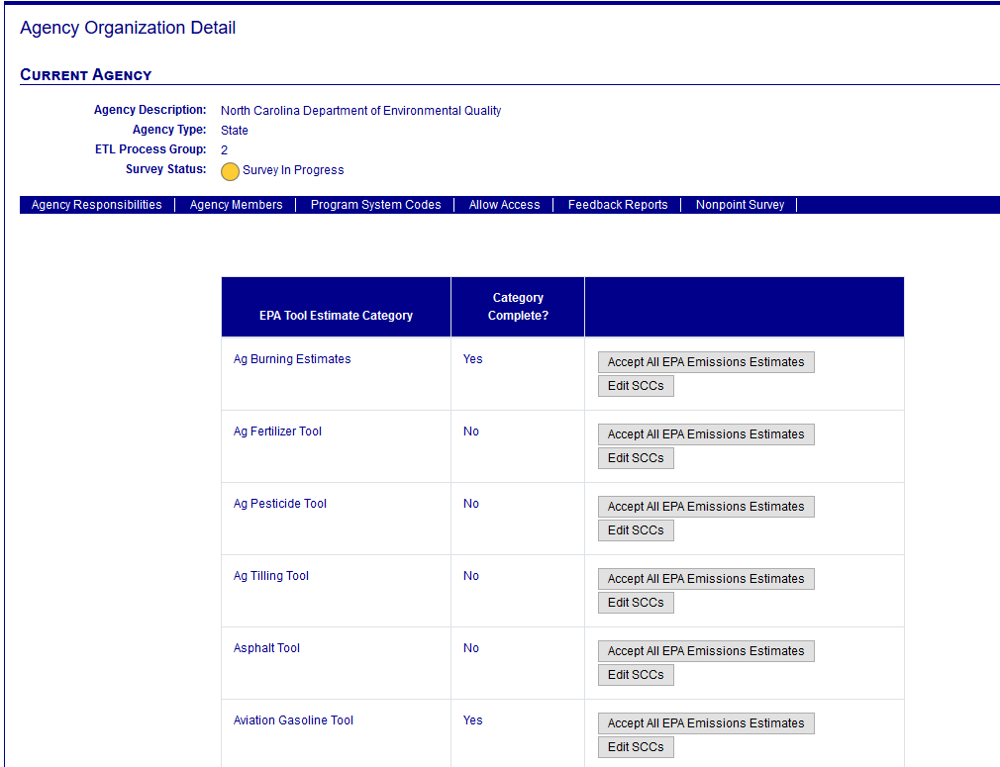 Agency Organization Detail
CURRENT AGENCY
Agency Description: North Carolina Department of Environmental Quality
Agency Type: State
ETL Process Group: 2
Survey Status: Survey In Progress
Agency Responsibilities | Agency Members | Program System Codes | Allow Access | Feedback Reports | Nonpoint Survey |
EPA Tool Estimate Category Category Complete?
Ag Burning Estimates Yes Accept All EPA Emissions Estimates
Edit SCCs
Ag Fertilizer Tool No Accept All EPA Emissions Estimates
Edit SCCs
Ag Pesticide Tool No Accept All EPA Emissions Estimates
Edit SCCs
Ag Tilling Tool No Accept All EPA Emissions Estimates
Edit SCCs
Asphalt Tool No Accept All EPA Emissions Estimates
Edit SCCs
Aviation Gasoline Tool Yes Accept All EPA Emissions Estimates
Edit SCCs